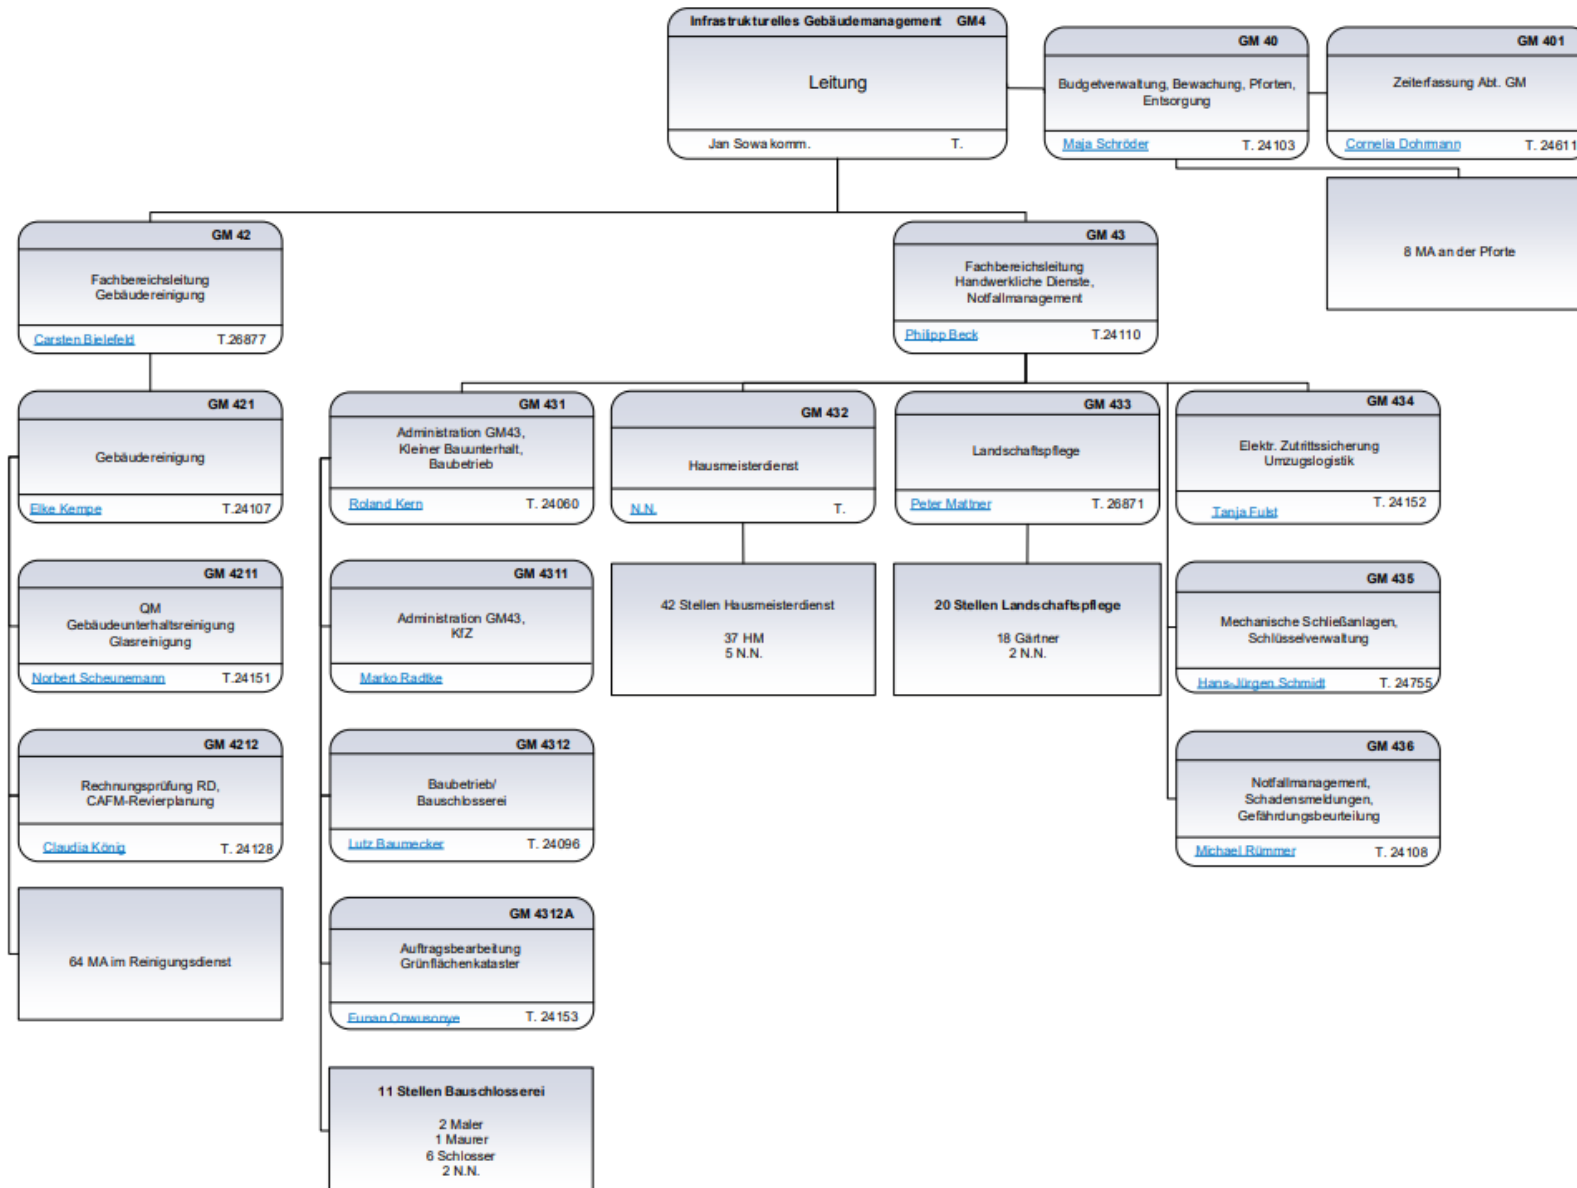 Infrastrukturelles Gebäudemanagement GM4
Leitung
Jan Sowa komm. T.
GM 40
Budgetverwaltung, Bewachung, Pforten,
Entsorgung
Maja Schröder T. 24103
GM 401
Zeiterfassung Abt. GM
Cornelia Dohrmann T. 24611
8 MA an der Pforte
GM 42
Fachbereichsleitung
Gebäudereinigung
Carsten Bielefeld T.26877
GM 43
Fachbereichsleitung
Handwerkliche Dienste,
Notfallmanagement
Philipp Beck T.24110
GM 421
Gebäudereinigung
Elke Kempe T.24107
GM 4211
QM
Gebäudeunterhaltsreinigung
Glasreinigung
Norbert Scheunemann T.24151
GM 4212
Rechnungsprüfung RD,
CAFM-Revierplanung
Claudia König T. 24128
64 MA im Reinigungsdienst
GM 431
Administration GM43,
Kleiner Bauunterhalt,
Baubetrieb
Roland Kern T. 24060
GM 4311
Administration GM43,
KfZ
Marko Radtke
GM 4312
Baubetrieb/
Bauschlosserei
Lutz Baumecker T. 24096
GM 4312A
Auftragsbearbeitung
Grünflächenkataster
T. 24153
11 Stellen Bauschlosserei
2 Maler
1 Maurer
6 Schlosser
2 N.N.
GM 432
Hausmeisterdienst
N.N. T.
42 Stellen Hausmeisterdienst
37 HM
5 N.N.
GM 433
Landschaftspflege
Peter Mattner T. 26871
20 Stellen Landschaftspflege
18 Gärtner
2 N.N.
GM 434
Elektr. Zutrittssicherung
Umzugslogistik
Tanja Fulst T. 24152
GM 435
Mechanische Schließanlagen,
Schlüsselverwaltung
Hans-Jürgen Schmidt T. 24755
GM 436
Notfallmanagement,
Schadensmeldungen,
Gefährdungsbeurteilung
Michael Rümmer T. 24108